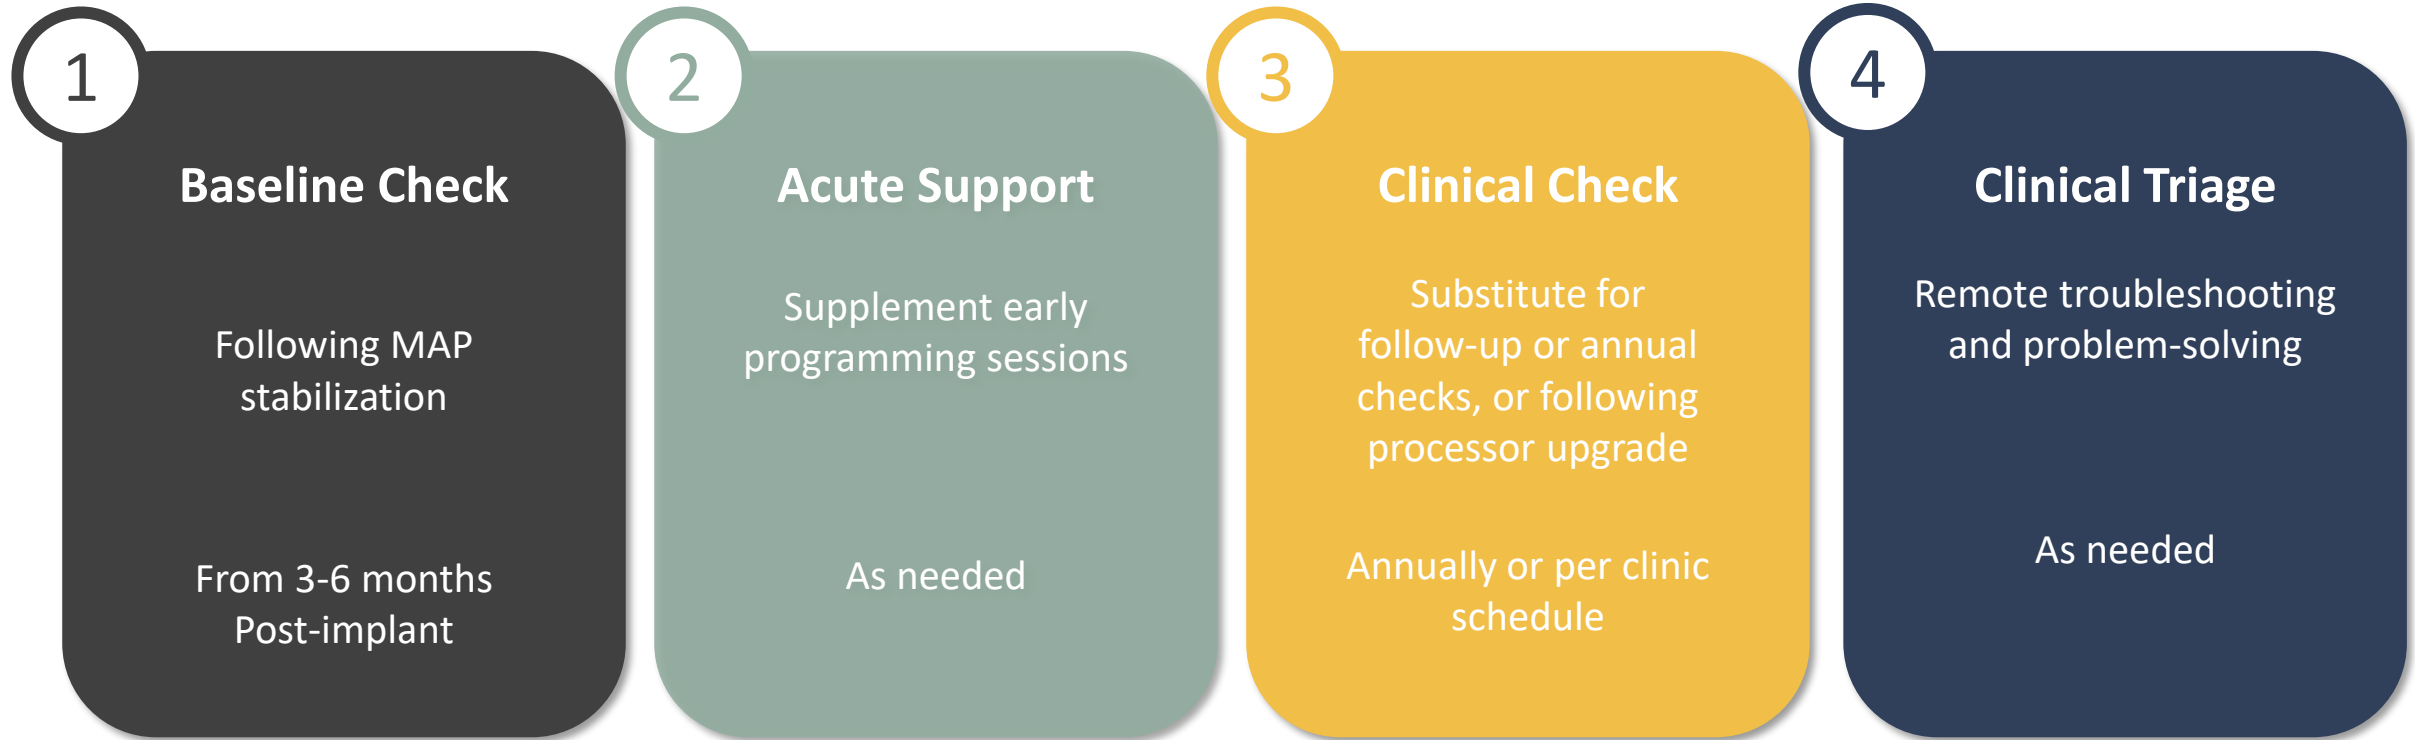 1
Baseline Check
Following MAP
stabilization
From 3-6 months
Post-implant
2
Acute Support
Supplement early
programming sessions
As needed
3
Clinical Check
Substitute for
follow-up or annual
checks, or following
processor upgrade
Annually or per clinic
schedule
4
Clinical Triage
Remote troubleshooting
and problem-solving
As needed